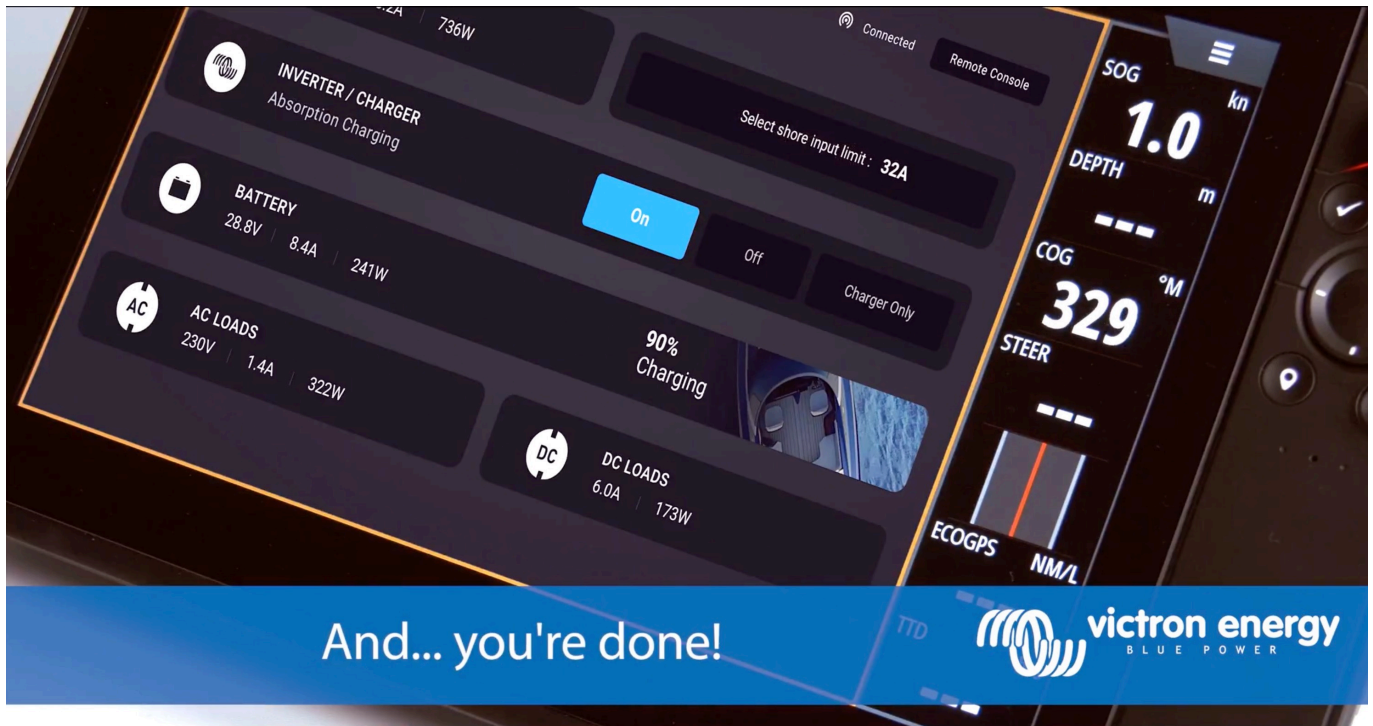 736W
Connected
Remote Console
INVERTER / CHARGER
Absorption Charging
Select shore input limit : 32A
On
Off
Charger Only
BATTERY
28.8V | 8.4A | 241W
90%
Charging
AC
AC LOADS
230V | 1.4A | 322W
DC
DC LOADS
6.0A | 173W
SOG
kn
1.0
DEPTH
m
---
COG
°M
329
STEER
---
ECOGPS
NM/L
---
TTD
---
And... you're done!
victron energy
BLUE POWER